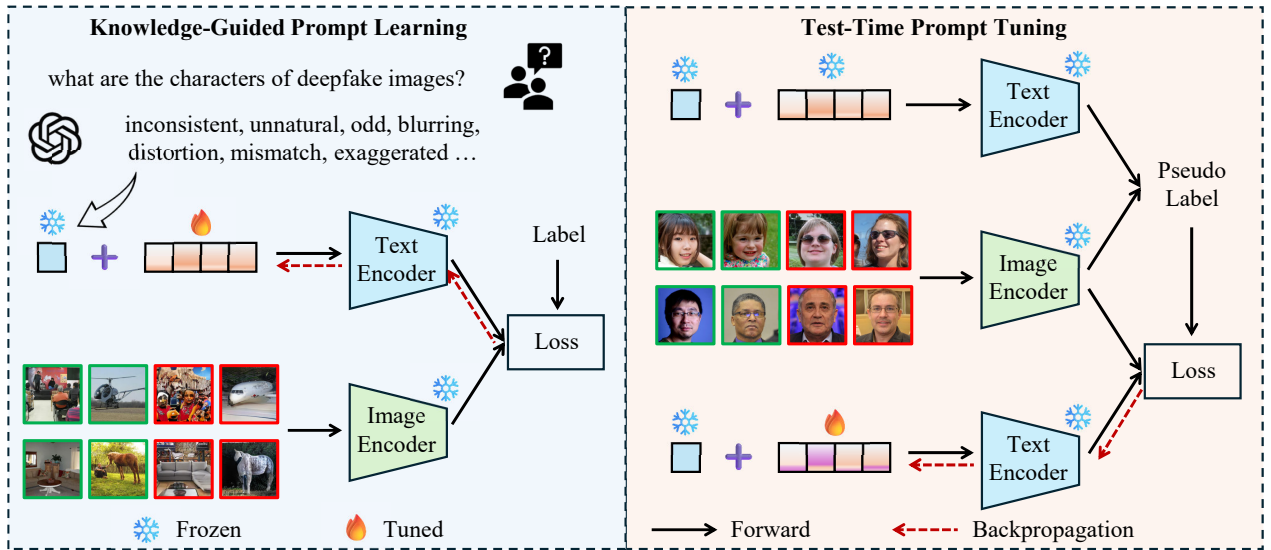 Knowledge-Guided Prompt Learning
what are the characters of deepfake images?
?
inconsistent, unnatural, odd, blurring,
distortion, mismatch, exaggerated ...
Text
Encoder
Label
Loss
Image
Encoder
Frozen
Tuned
Test-Time Prompt Tuning
Text
Encoder
Pseudo
Label
Image
Encoder
Loss
Text
Encoder
Forward
Backpropagation